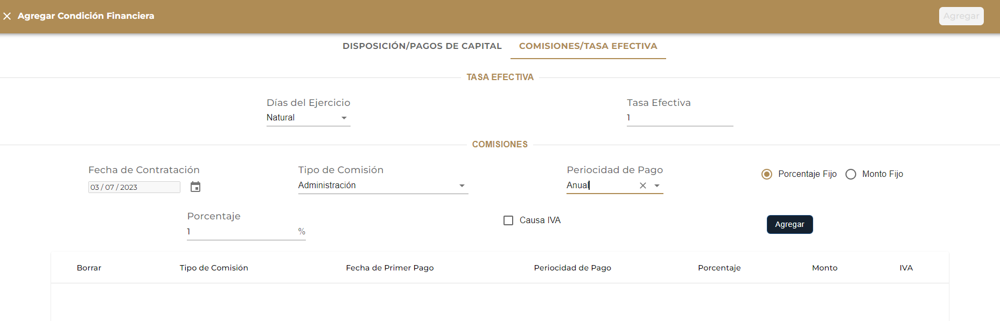 Agregar Condición Financiera
Agregar
DISPOSICIÓN/PAGOS DE CAPITAL COMISIONES/TASA EFECTIVA
TASA EFECTIVA
Días del Ejercicio Tasa Efectiva
Natural 1
COMISIONES
Fecha de Contratación Tipo de Comisión Periocidad de Pago
03 / 07 / 2023 Administración Anual Porcentaje Fijo Monto Fijo
Porcentaje
1 % Causa IVA Agregar
Borrar Tipo de Comisión Fecha de Primer Pago Periocidad de Pago Porcentaje Monto IVA